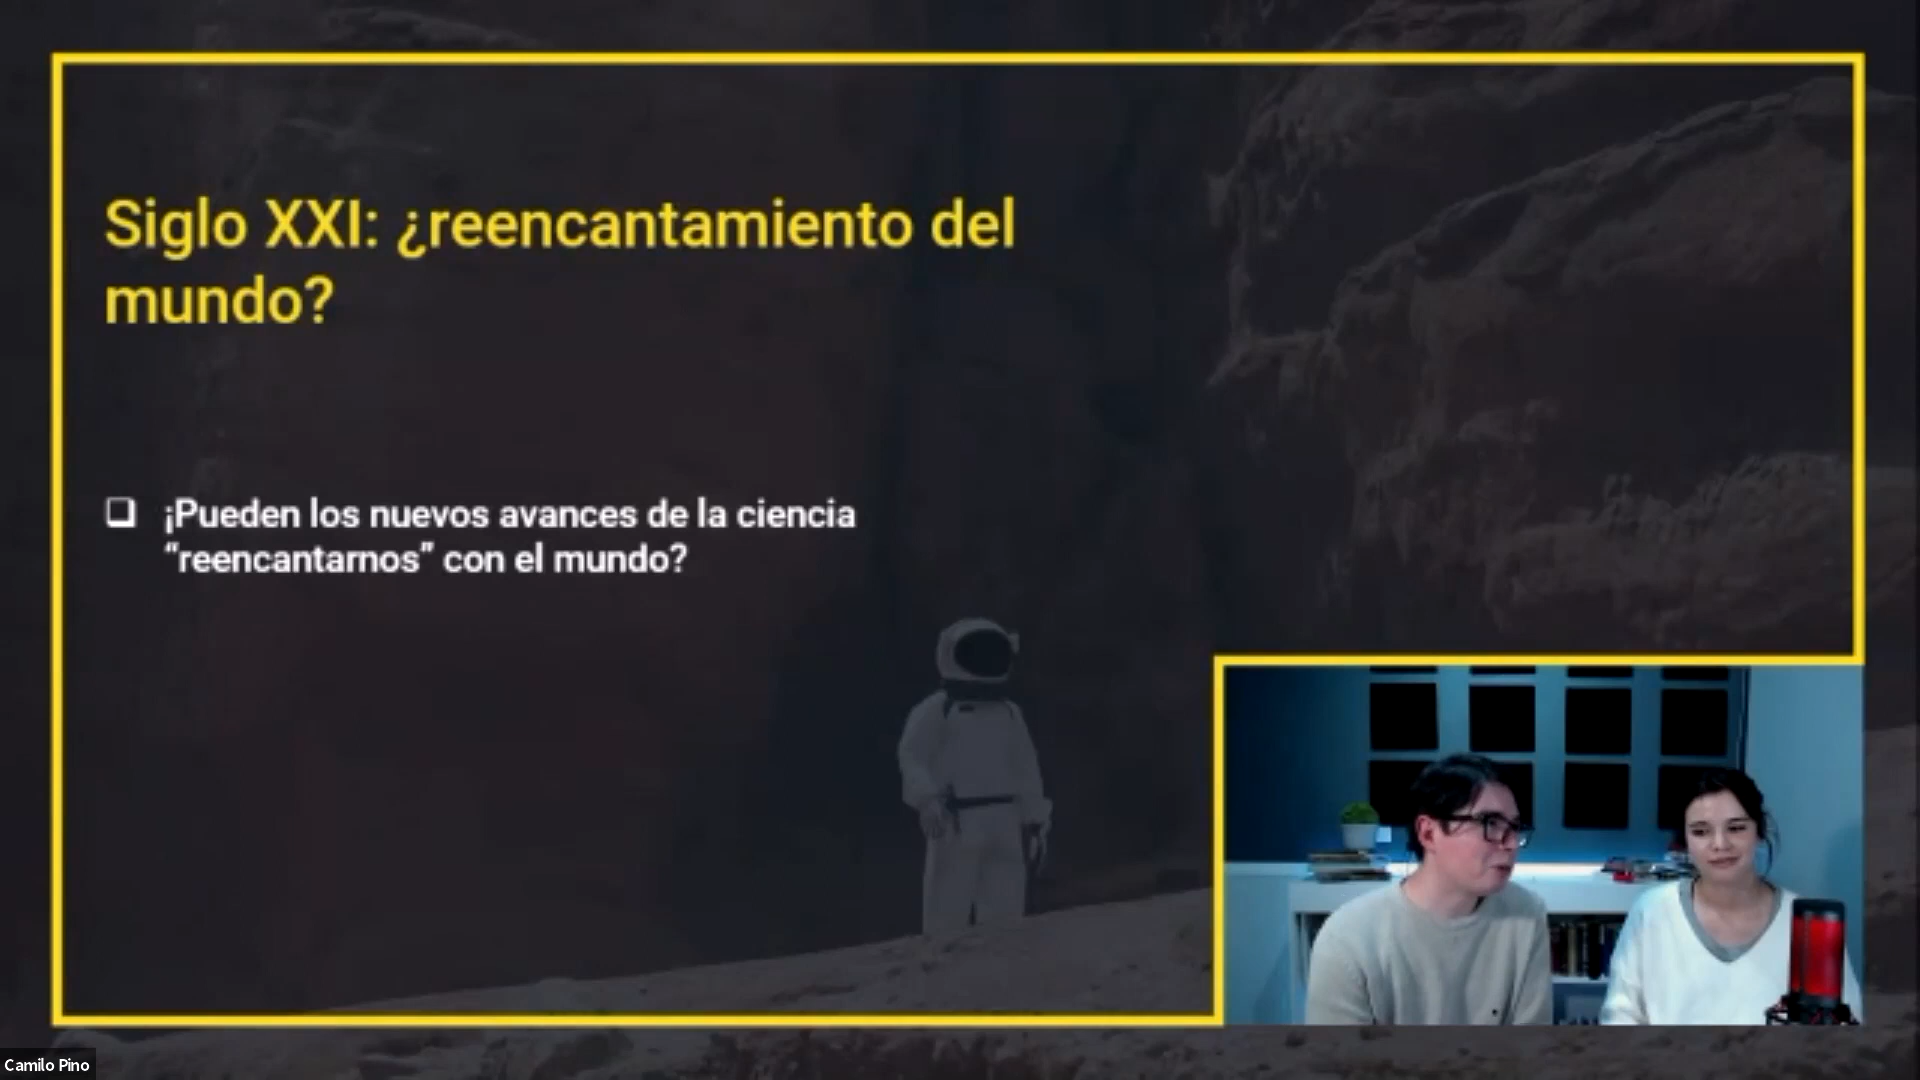 Siglo XXI: ¿reencantamiento del
mundo?
❑ ¡Pueden los nuevos avances de la ciencia
“reencantarnos” con el mundo?
Camilo Pino